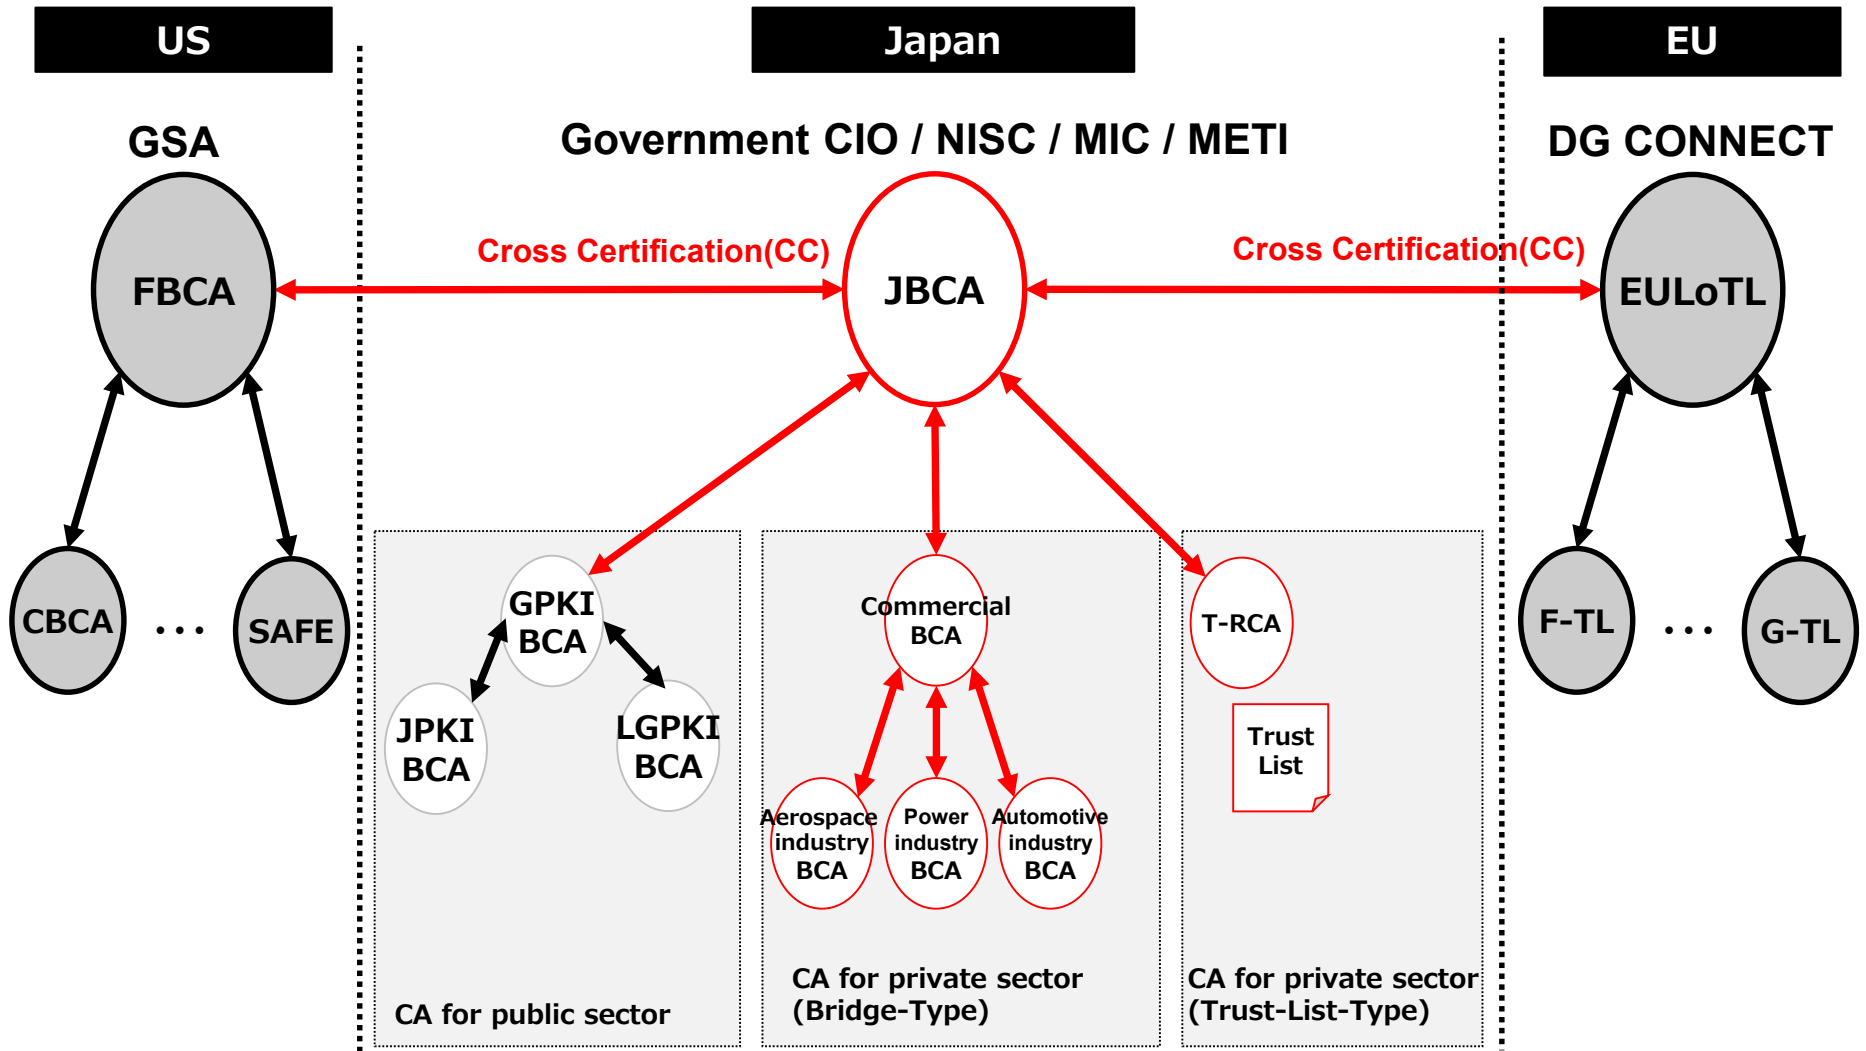 US
Japan
EU
GSA
Government CIO / NISC / MIC / METI
DG CONNECT
Cross Certification(CC)
Cross Certification(CC)
FBCA
JBCA
EULoTL
CBCA
...
SAFE
GPKI
BCA
JPKI
BCA
LGPKI
BCA
CA for public sector
Commercial
BCA
Aerospace
industry
BCA
Power
industry
BCA
Automotive
industry
BCA
CA for private sector
(Bridge-Type)
T-RCA
Trust
List
CA for private sector
(Trust-List-Type)
F-TL
...
G-TL